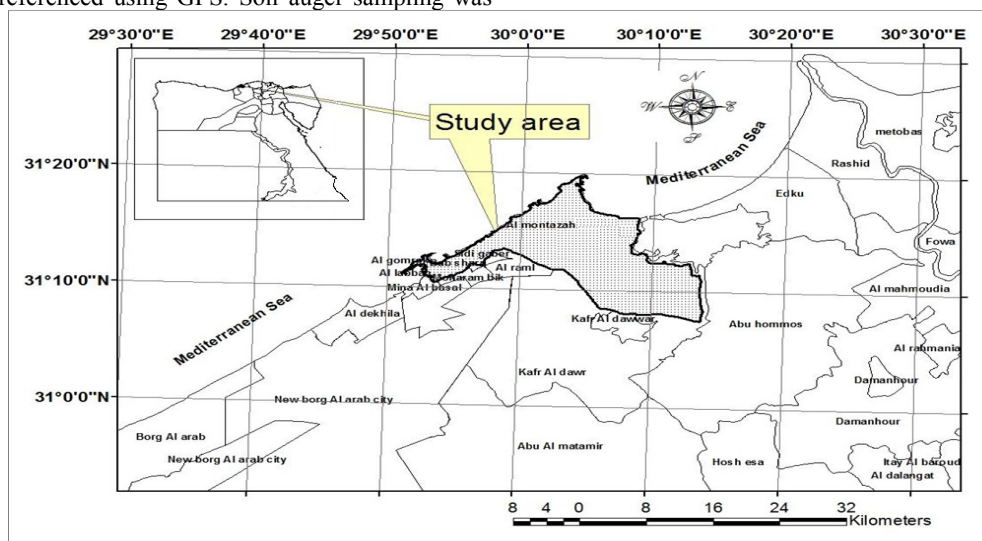 referenced using GPS. Soil auger sampling was
29°30'0"E 29°40'0"E 29°50'0"E 30°0'0"E 30°10'0"E 30°20'0"E 30°30'0"E
N
W E
Study area
metobas
31°20'0"N
Mediterranean Sea
Rashid
Edku
Al montazah
Fowa
Sidi gaber
Al raml
Moharam bik
31°10'0"N
Mina Al basal
Al mahmoudia
Al dekhila
Kafr Al dawwar
Abu hommos
Mediterranean Sea
Al rahmania
Kafr Al dawr
Damanhour
31°0'0"N
New borg Al arab city
Damanhour
Borg Al arab
Abu Al matamir
New borg Al arab city
Hosh esa
Itay Al baroud
Al dalangat
8 4 0 8 16 24 32
Kilometers